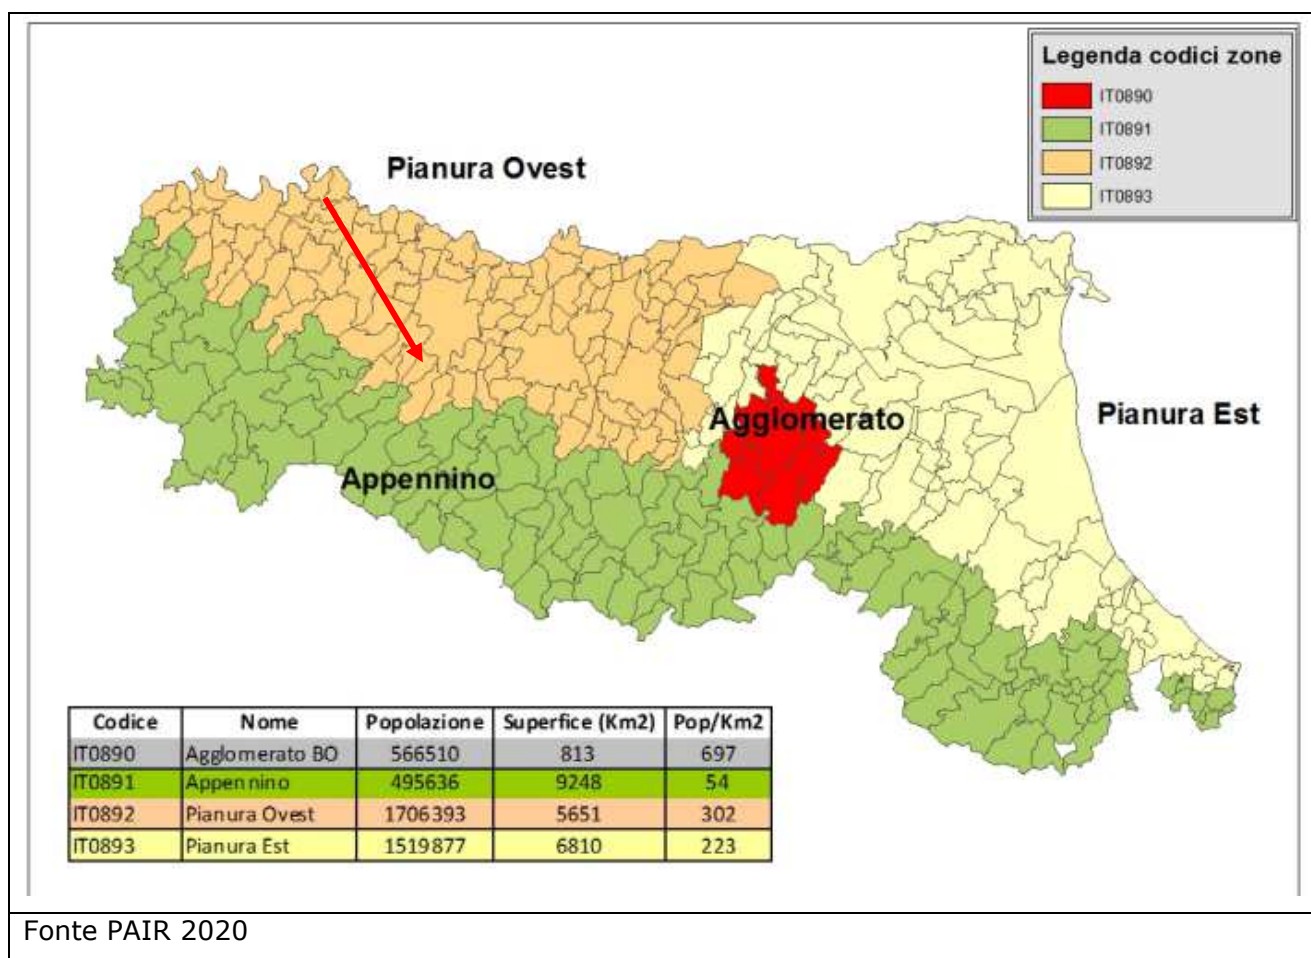 Legenda codici zone
IT0890
IT0891
IT0892
IT0893
Pianura Ovest
Agglomerato
Pianura Est
Appennino
Codice Nome Popolazione Superfice (Km2) Pop/Km2
IT0890 Agglomerato BO 566510 813 697
IT0891 Appennino 495636 9248 54
IT0892 Pianura Ovest 1706393 5651 302
IT0893 Pianura Est 1519877 6810 223
Fonte PAIR 2020